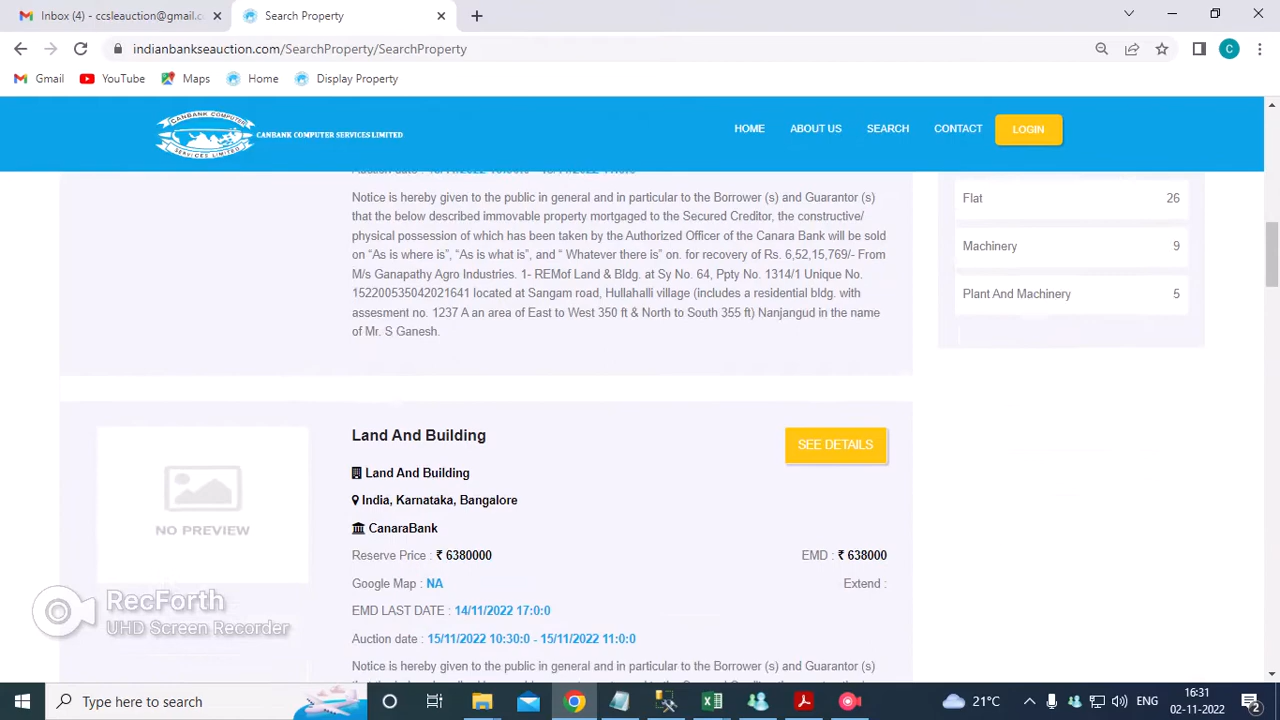 Inbox (4) - ccsleauction@gmail.c
Search Property
indianbankseauction.com/SearchProperty/SearchProperty
Gmail
YouTube
Maps
Home
Display Property
CANBANK COMPUTER
SERVICES LIMITED
CANBANK COMPUTER SERVICES LIMITED
HOME
ABOUT US
SEARCH
CONTACT
LOGIN
Notice is hereby given to the public in general and in particular to the Borrower (s) and Guarantor (s)
that the below described immovable property mortgaged to the Secured Creditor, the constructive/
physical possession of which has been taken by the Authorized Officer of the Canara Bank will be sold
on “As is where is”, “As is what is”, and “ Whatever there is” on. for recovery of Rs. 6,52,15,769/- From
M/s Ganapathy Agro Industries. 1- REMof Land & Bldg. at Sy No. 64, Ppty No. 1314/1 Unique No.
152200535042021641 located at Sangam road, Hullahalli village (includes a residential bldg. with
assesment no. 1237 A an area of East to West 350 ft & North to South 355 ft) Nanjangud in the name
of Mr. S Ganesh.
Flat 26
Machinery 9
Plant And Machinery 5
NO PREVIEW
Land And Building
SEE DETAILS
Land And Building
India, Karnataka, Bangalore
CanaraBank
Reserve Price : ₹ 6380000
EMD : ₹ 638000
Google Map : NA
Extend :
EMD LAST DATE : 14/11/2022 17:0:0
Auction date : 15/11/2022 10:30:0 - 15/11/2022 11:0:0
Notice is hereby given to the public in general and in particular to the Borrower (s) and Guarantor (s)
RecForth
UHD Screen Recorder
Type here to search
21°C
ENG
16:31
02-11-2022
2
C